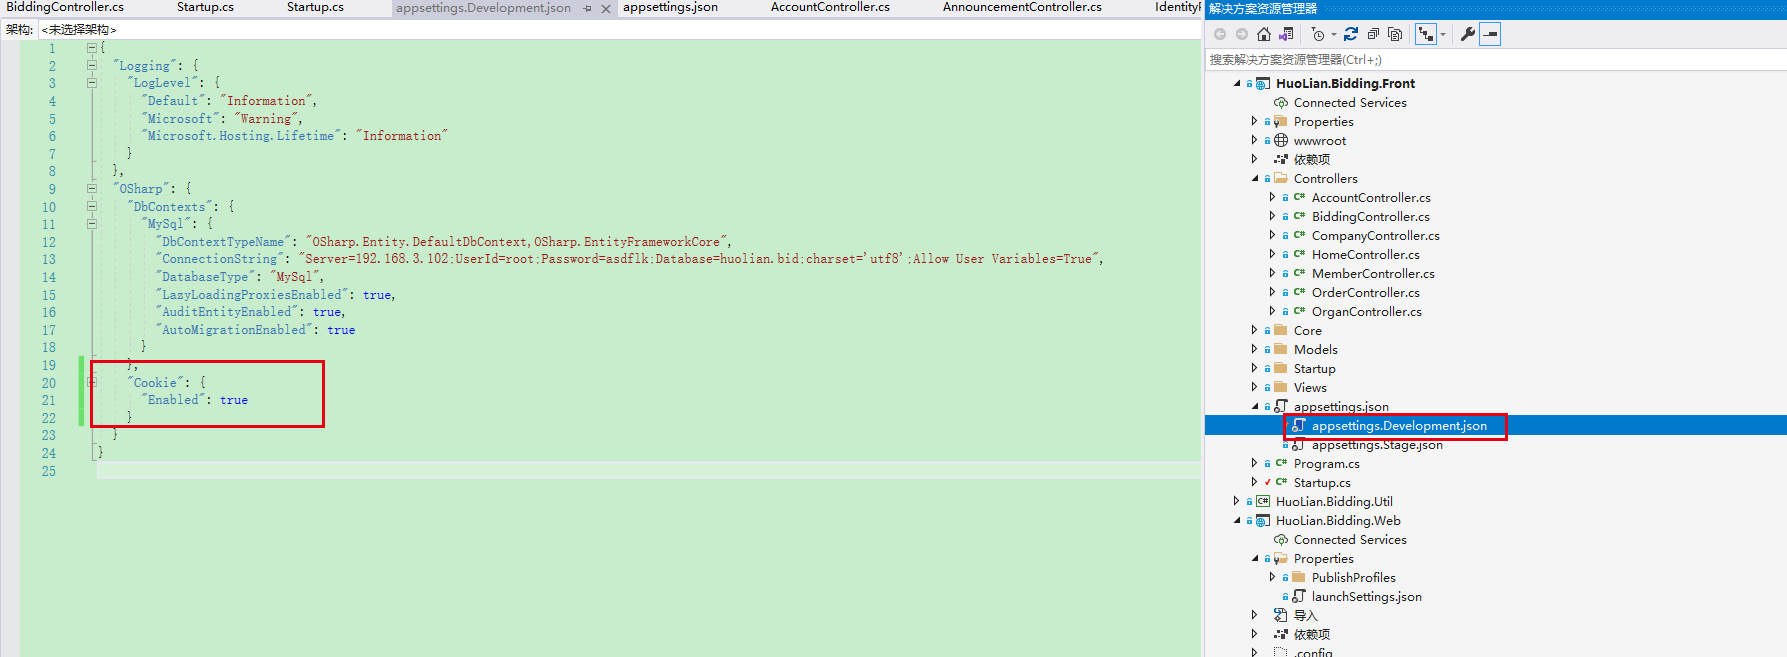 BiddingController.cs Startup.cs Startup.cs appsettings.Development.json appsettings.json AccountController.cs AnnouncementController.cs IdentityP
架构: <未选择架构>
1 {
2 "Logging": {
3 "LogLevel": {
4 "Default": "Information",
5 "Microsoft": "Warning",
6 "Microsoft.Hosting.Lifetime": "Information"
7 }
8 },
9 "OSharp": {
10 "DbContexts": {
11 "MySql": {
12 "DbContextTypeName": "OSharp.Entity.DefaultDbContext,OSharp.EntityFrameworkCore",
13 "ConnectionString": "Server=192.168.3.102;UserId=root;Password=asdflk;Database=huolian.bid;charset='utf8';Allow User Variables=True",
14 "DatabaseType": "MySql",
15 "LazyLoadingProxiesEnabled": true,
16 "AuditEntityEnabled": true,
17 "AutoMigrationEnabled": true
18 }
19 },
20 "Cookie": {
21 "Enabled": true
22 }
23 }
24 }
25
解决方案资源管理器
搜索解决方案资源管理器(Ctrl+;)
HuoLian.Bidding.Front
Connected Services
Properties
wwwroot
依赖项
Controllers
C# AccountController.cs
C# BiddingController.cs
C# CompanyController.cs
C# HomeController.cs
C# MemberController.cs
C# OrderController.cs
C# OrganController.cs
Core
Models
Startup
Views
appsettings.json
appsettings.Development.json
appsettings.Stage.json
C# Program.cs
C# Startup.cs
C# HuoLian.Bidding.Util
HuoLian.Bidding.Web
Connected Services
Properties
PublishProfiles
launchSettings.json
导入
依赖项
.config